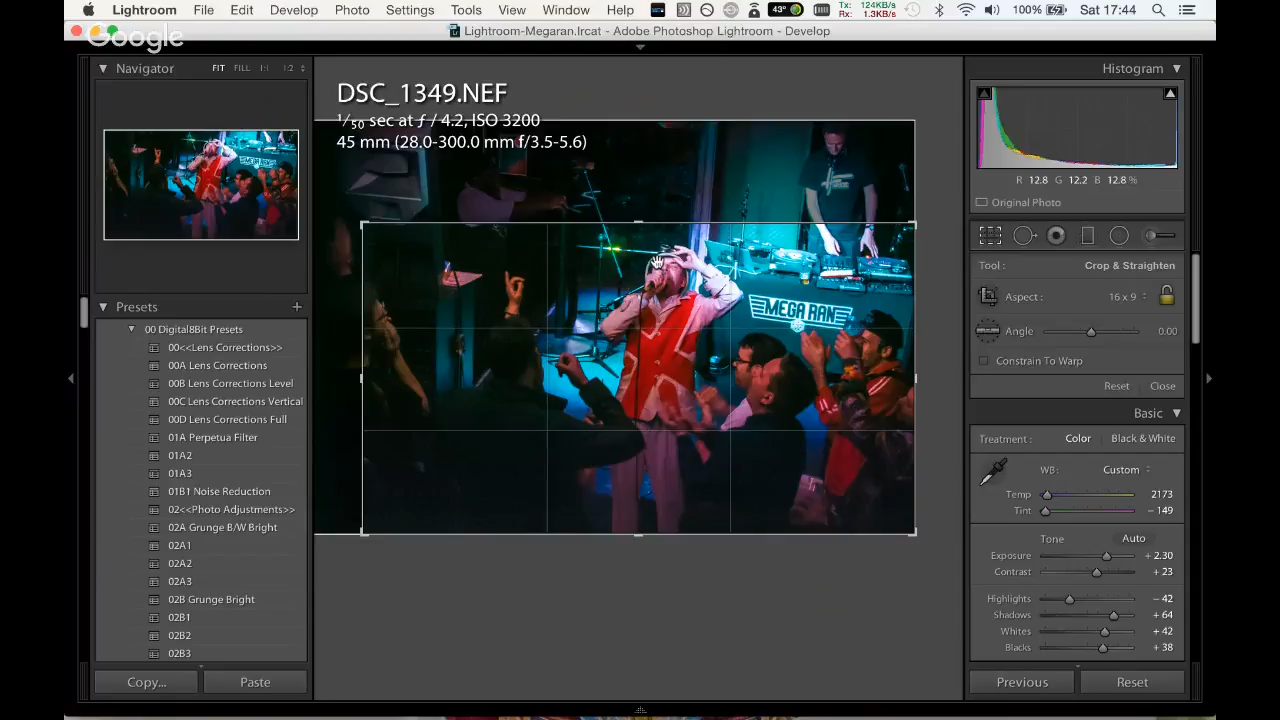 Lightroom File Edit Develop Photo Settings Tools View Window Help 43° Tx: 124KB/s Rx: 1.3KB/s 100% Sat 17:44
Google
Lightroom-Megaran.lrcat - Adobe Photoshop Lightroom - Develop
Navigator FIT FILL 1:1 1:2
DSC_1349.NEF
1/50 sec at ƒ / 4.2, ISO 3200
45 mm (28.0-300.0 mm f/3.5-5.6)
MEGA RAN
MEGA RAN
Presets +
00 Digital8Bit Presets
00<<Lens Corrections>>
00A Lens Corrections
00B Lens Corrections Level
00C Lens Corrections Vertical
00D Lens Corrections Full
01A Perpetua Filter
01A2
01A3
01B1 Noise Reduction
02<<Photo Adjustments>>
02A Grunge B/W Bright
02A1
02A2
02A3
02B Grunge Bright
02B1
02B2
02B3
Copy... Paste
Histogram
R 12.8 G 12.2 B 12.8 %
Original Photo
Tool: Crop & Straighten
Aspect: 16 x 9
Angle 0.00
Constrain To Warp
Reset Close
Basic
Treatment: Color Black & White
WB: Custom
Temp 2173
Tint − 149
Tone Auto
Exposure + 2.30
Contrast + 23
Highlights − 42
Shadows + 64
Whites + 42
Blacks + 38
Previous Reset